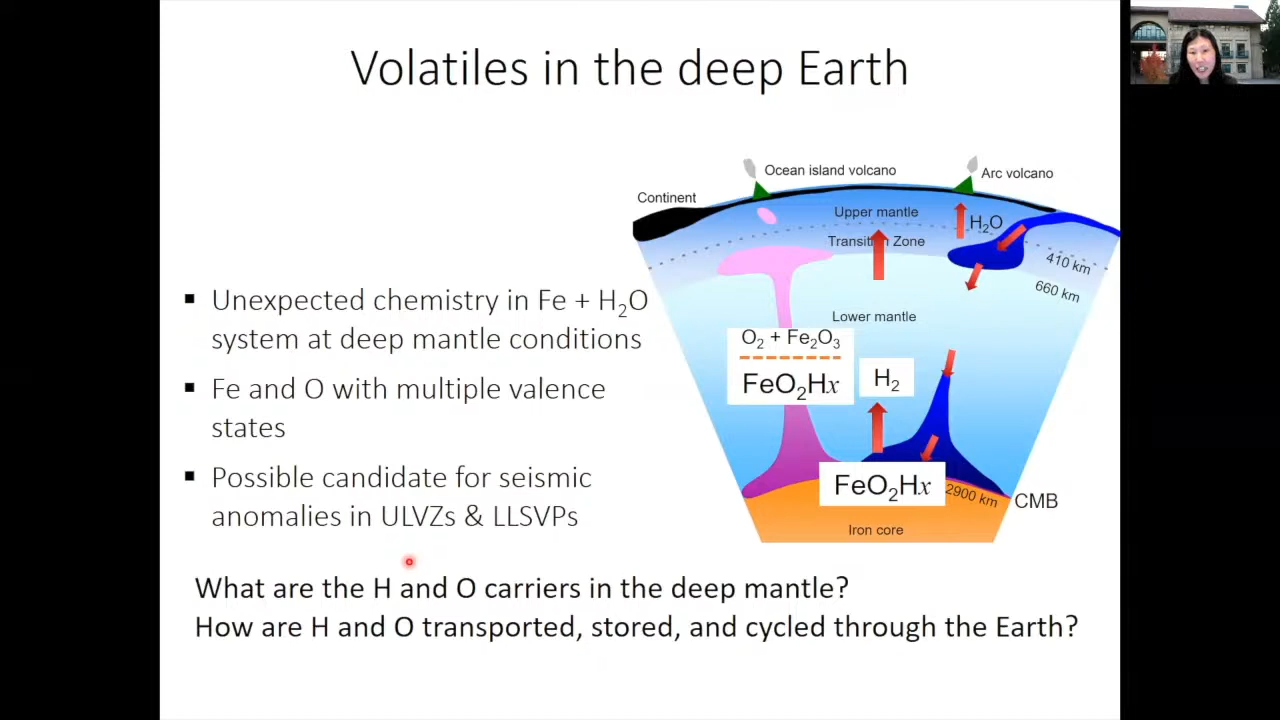 Volatiles in the deep Earth
▪ Unexpected chemistry in Fe + H₂O
system at deep mantle conditions
▪ Fe and O with multiple valence
states
▪ Possible candidate for seismic
anomalies in ULVZs & LLSVPs
Ocean island volcano
Arc volcano
Continent
Upper mantle
H₂O
Transition Zone
410 km
660 km
Lower mantle
O₂ + Fe₂O₃
FeO₂Hx
H₂
FeO₂Hx
2900 km
CMB
Iron core
What are the H and O carriers in the deep mantle?
How are H and O transported, stored, and cycled through the Earth?